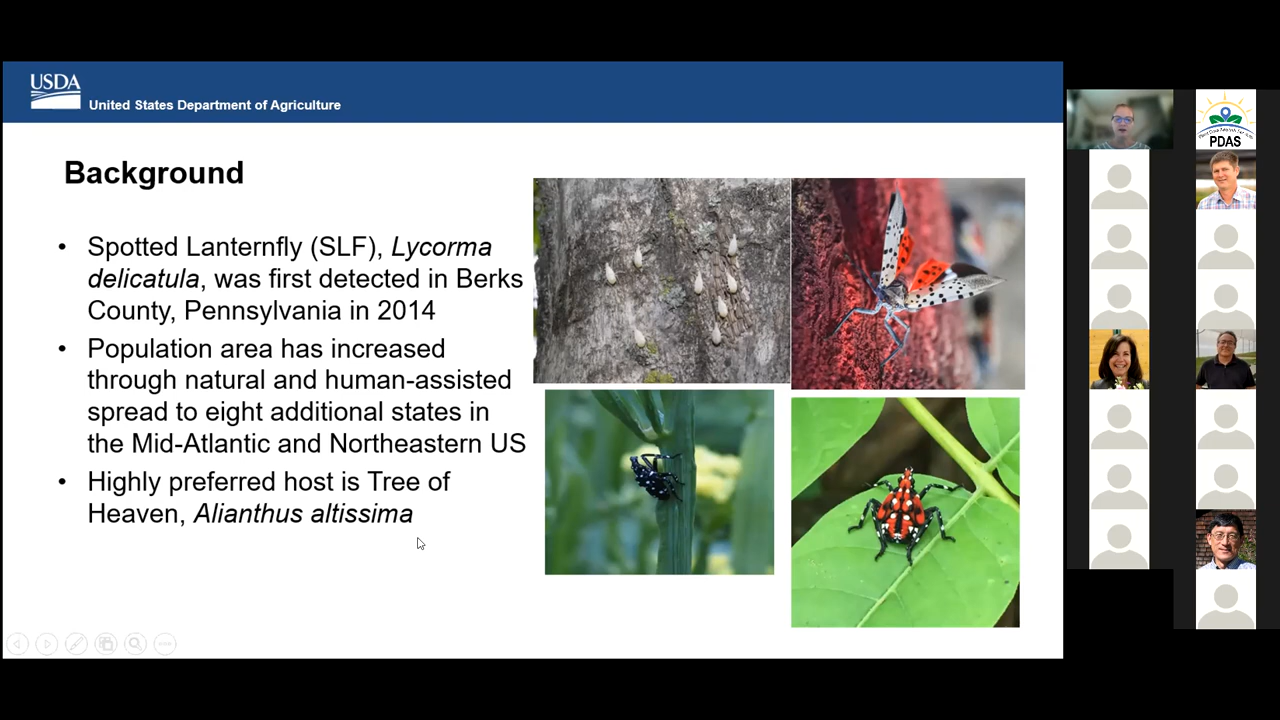 USDA
United States Department of Agriculture
Background
• Spotted Lanternfly (SLF), Lycorma
delicatula, was first detected in Berks
County, Pennsylvania in 2014
• Population area has increased
through natural and human-assisted
spread to eight additional states in
the Mid-Atlantic and Northeastern US
• Highly preferred host is Tree of
Heaven, Alianthus altissima
PDAS